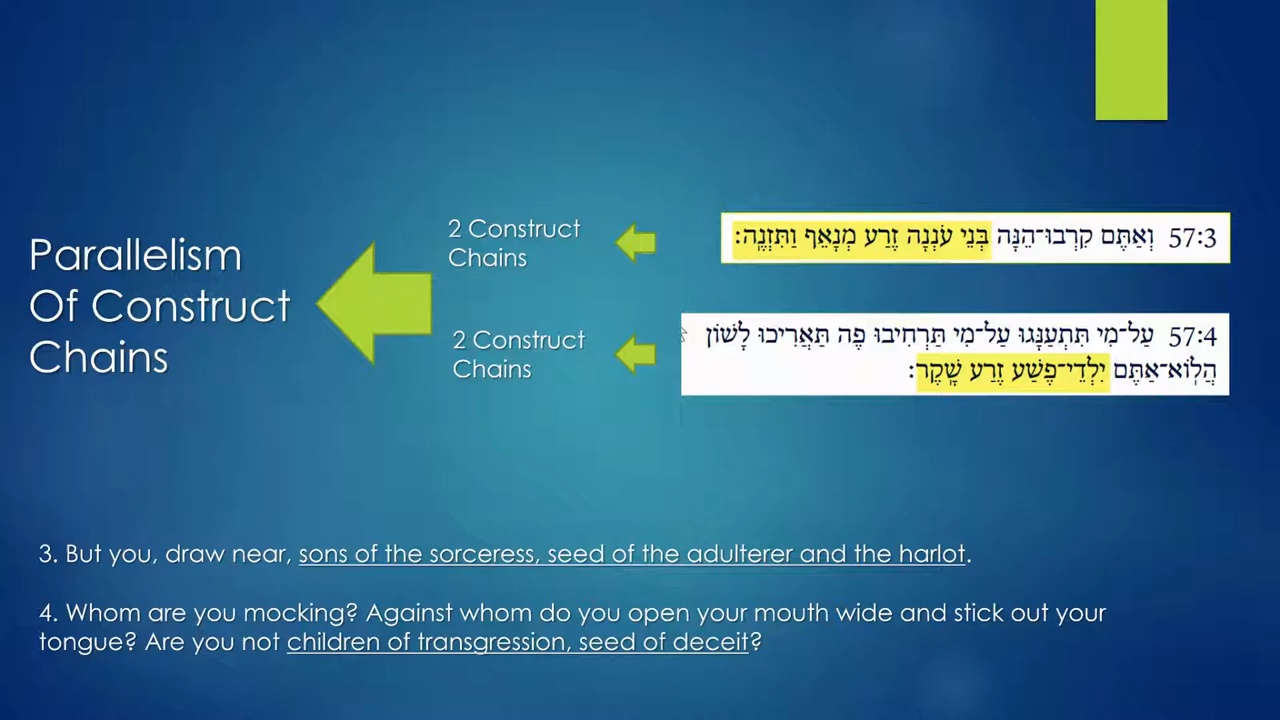 Parallelism
Of Construct
Chains
2 Construct
Chains
2 Construct
Chains
57:3 וְאַתֶּם קִרְבוּ־הֵנָּה בְּנֵי עֹנְנָה זֶרַע מְנָאֵף וַתִּזְנֶה׃
57:4 עַל־מִי תִּתְעַנָּגוּ עַל־מִי תַּרְחִיבוּ פֶה תַּאֲרִיכוּ לָשׁוֹן
הֲלוֹא־אַתֶּם יִלְדֵי־פֶשַׁע זֶרַע שָׁקֶר׃
3. But you, draw near, sons of the sorceress, seed of the adulterer and the harlot.
4. Whom are you mocking? Against whom do you open your mouth wide and stick out your
tongue? Are you not children of transgression, seed of deceit?